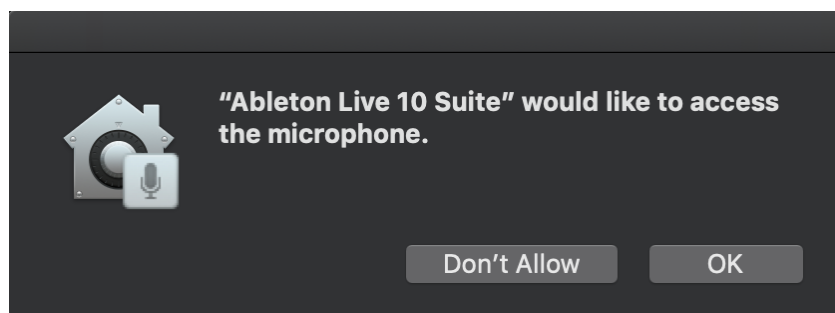 “Ableton Live 10 Suite” would like to access
the microphone.
Don’t Allow
OK